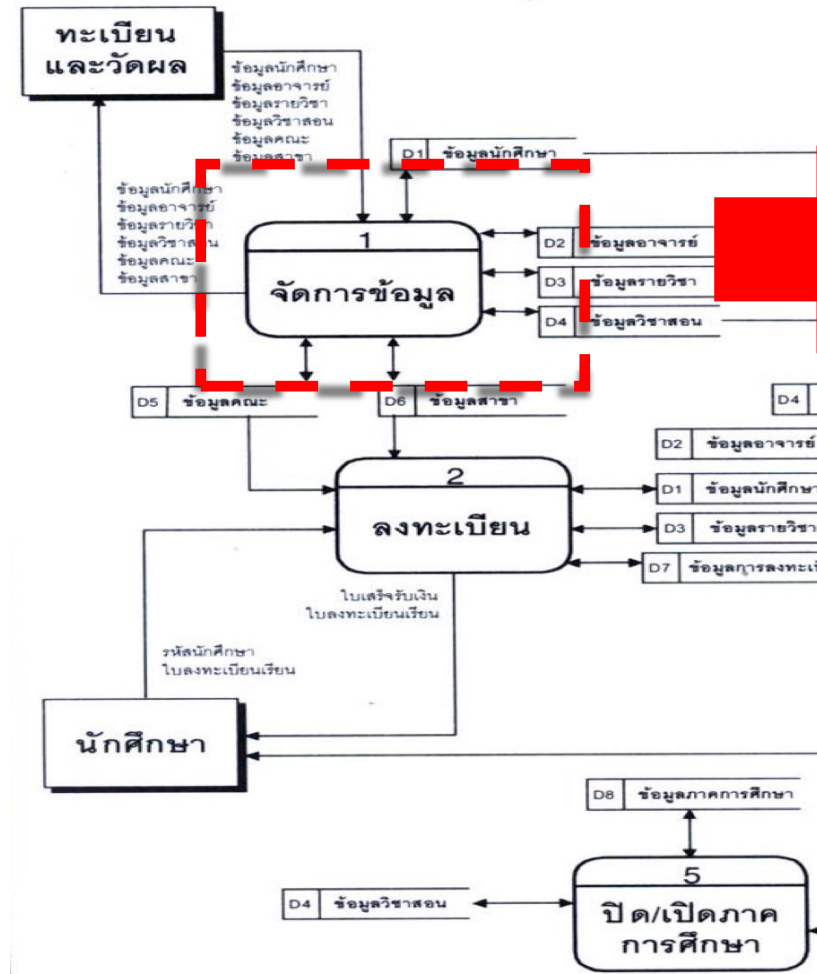 ทะเบียน
และวัดผล
ข้อมูลนักศึกษา
ข้อมูลอาจารย์
ข้อมูลรายวิชา
ข้อมูลวิชาสอน
ข้อมูลคณะ
ข้อมูลสาขา
D1 ข้อมูลนักศึกษา
ข้อมูลนักศึกษา
ข้อมูลอาจารย์
ข้อมูลรายวิชา
ข้อมูลวิชาสอน
ข้อมูลคณะ
ข้อมูลสาขา
1
จัดการข้อมูล
D2 ข้อมูลอาจารย์
D3 ข้อมูลรายวิชา
D4 ข้อมูลวิชาสอน
D5 ข้อมูลคณะ
D6 ข้อมูลสาขา
D4
D2 ข้อมูลอาจารย์
2
ลงทะเบียน
D1 ข้อมูลนักศึกษา
D3 ข้อมูลรายวิชา
D7 ข้อมูลการลงทะเบี
ใบเสร็จรับเงิน
ใบลงทะเบียนเรียน
รหัสนักศึกษา
ใบลงทะเบียนเรียน
นักศึกษา
D8 ข้อมูลภาคการศึกษา
5
ปิด/เปิดภาค
การศึกษา
D4 ข้อมูลวิชาสอน